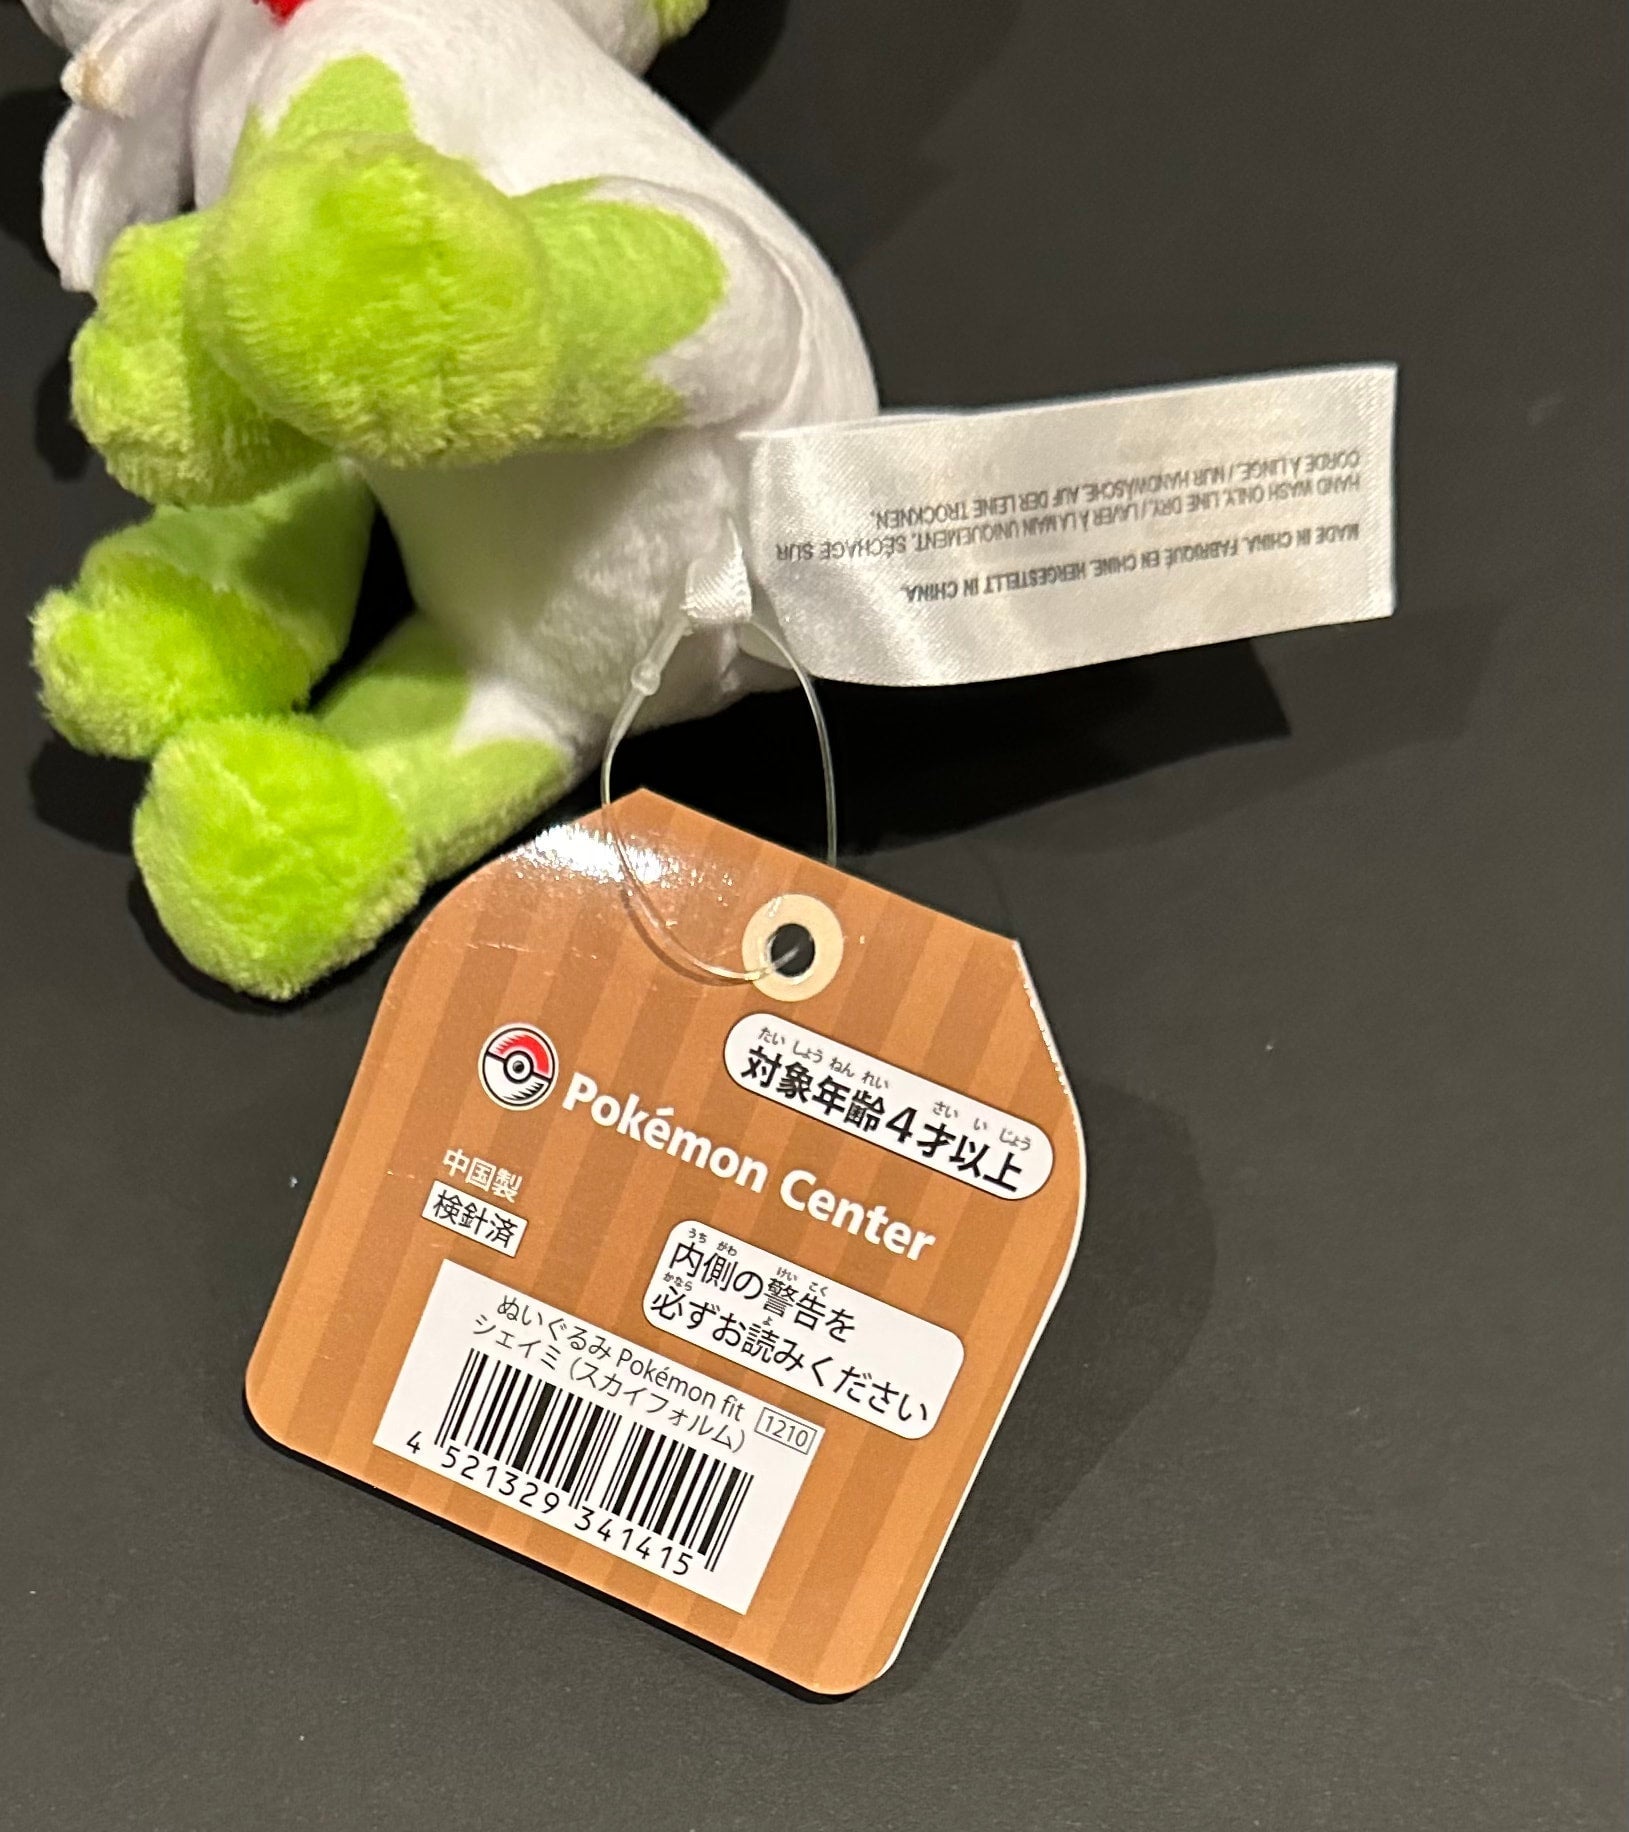 MADE IN CHINA. FABRIQUÉ EN CHINE. HERGESTELLT IN CHINA.
HAND WASH ONLY. LINE DRY. / LAVER À LA MAIN UNIQUEMENT. SÉCHAGE SUR
CORDE À LINGE. / NUR HANDWÄSCHE. AUF DER LEINE TROCKNEN.
たい しょう ねん れい さい い じょう
対象年齢4才以上
Pokémon Center
中国製
検針済
うち がわ けい こく
内側の警告を
かなら よ
必ずお読みください
ぬいぐるみ Pokémon fit
シェイミ (スカイフォルム)
1210
4 521329 341415